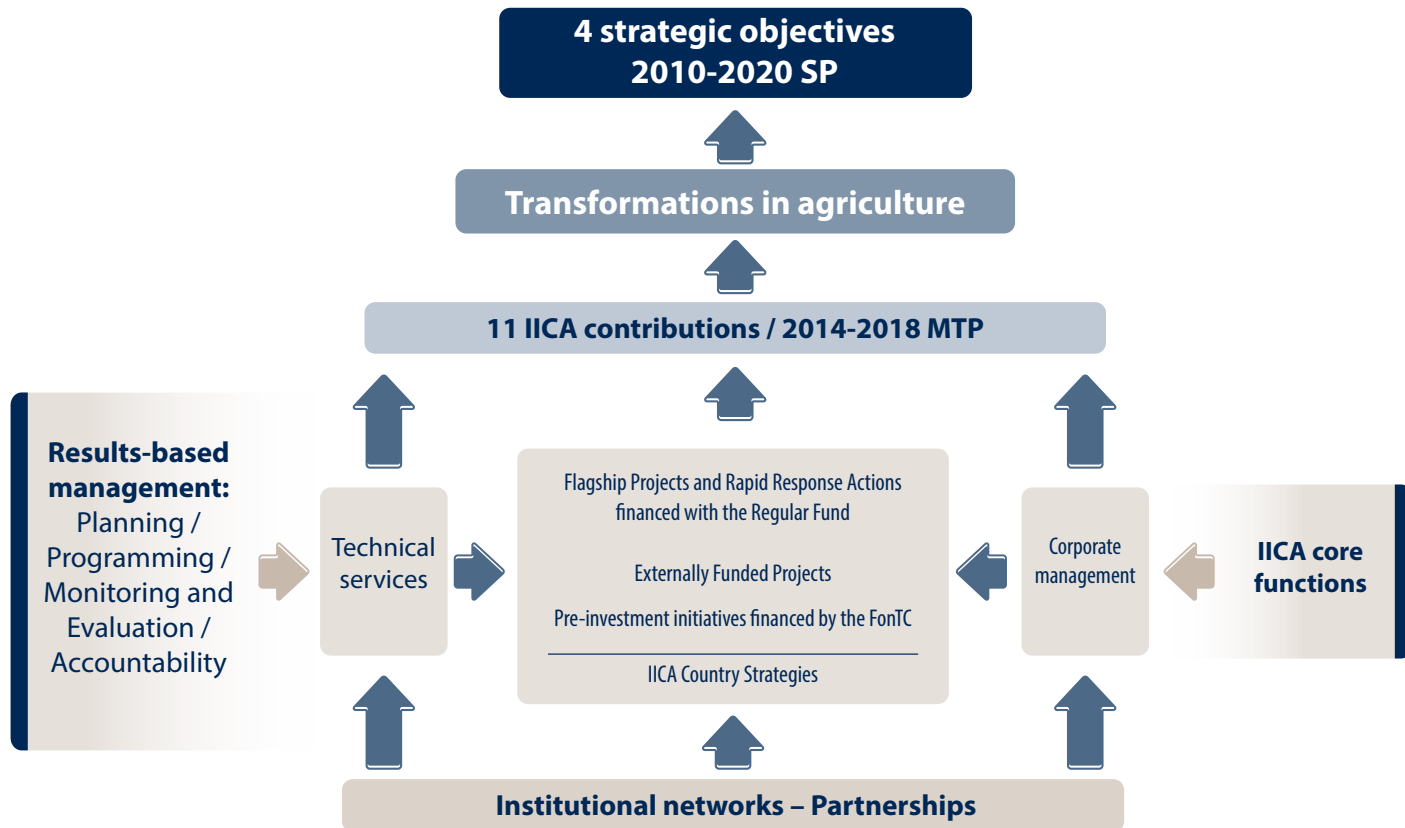 4 strategic objectives
2010-2020 SP
Transformations in agriculture
11 IICA contributions / 2014-2018 MTP
Results-based
management:
Planning /
Programming /
Monitoring and
Evaluation /
Accountability
Technical
services
Flagship Projects and Rapid Response Actions
financed with the Regular Fund
Externally Funded Projects
Pre-investment initiatives financed by the FonTC
IICA Country Strategies
Corporate
management
IICA core
functions
Institutional networks – Partnerships